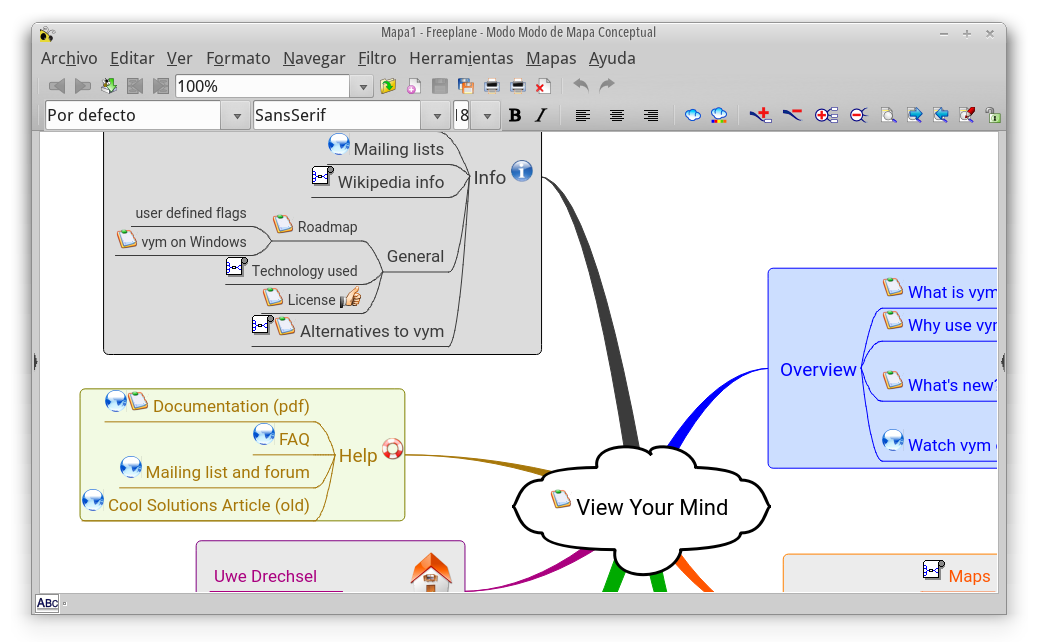 Mapa1 - Freeplane - Modo Modo de Mapa Conceptual
Archivo Editar Ver Formato Navegar Filtro Herramientas Mapas Ayuda
100%
Por defecto SansSerif 18 B I
Mailing lists
Wikipedia info
Info
user defined flags
Roadmap
vym on Windows
General
Technology used
License
Alternatives to vym
What is vym
Why use vy
Overview
What's new?
Watch vym
Documentation (pdf)
FAQ
Help
Mailing list and forum
Cool Solutions Article (old)
View Your Mind
Uwe Drechsel
Maps
ABC